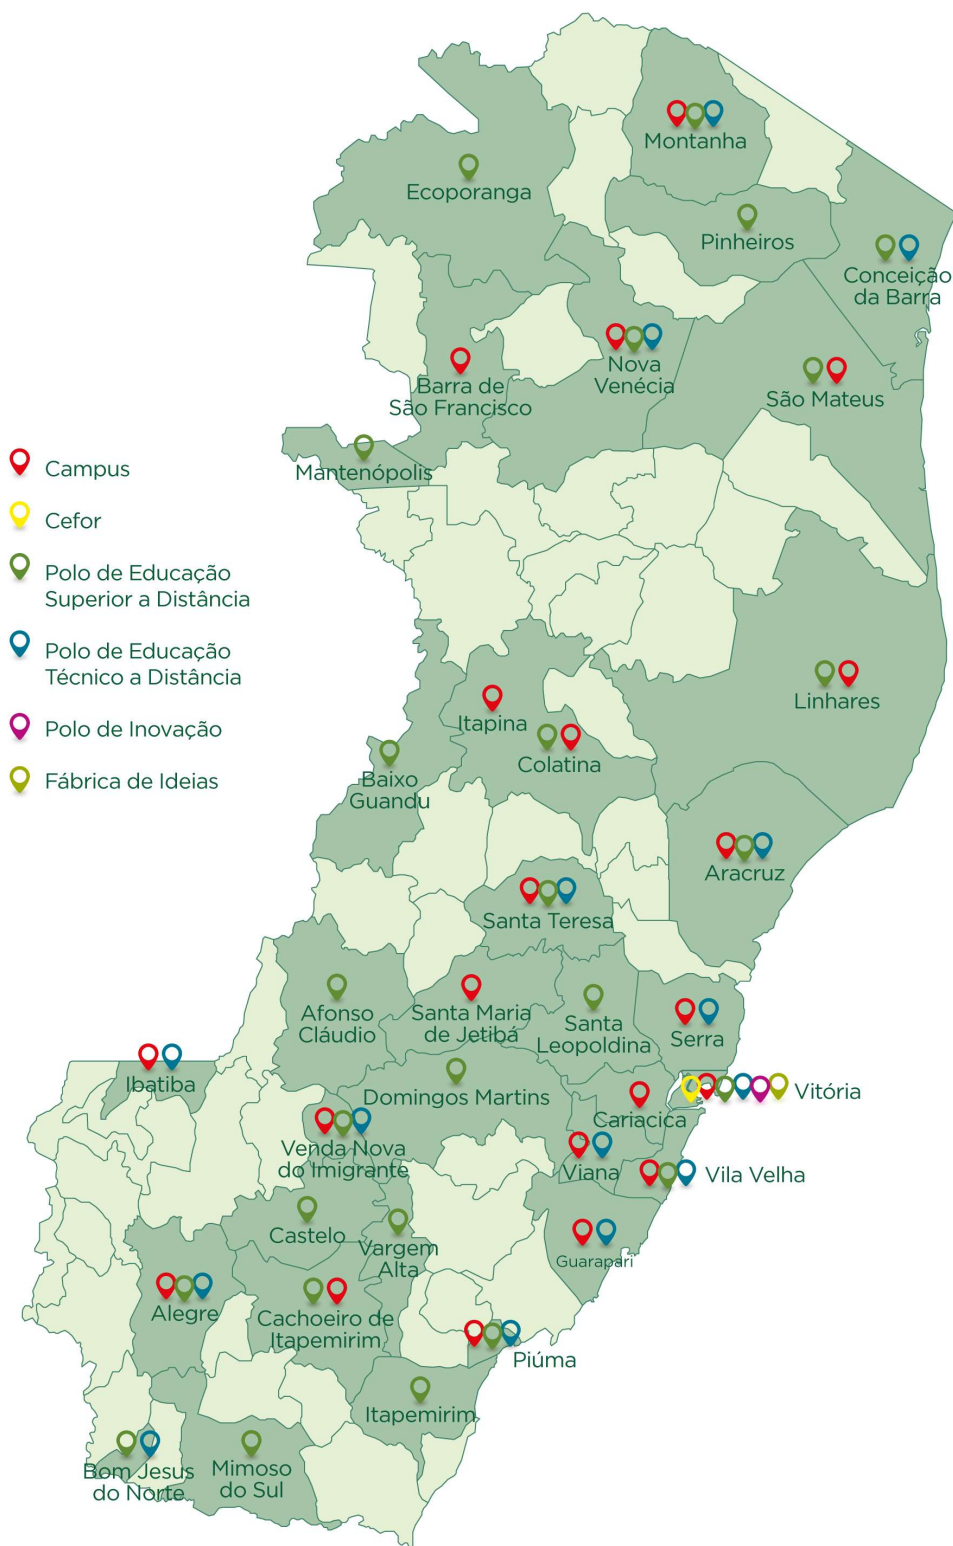 Montanha
Ecoporanga
Pinheiros
Conceição
da Barra
Nova
Venécia
Barra de
São Francisco
São Mateus
Mantenópolis
Campus
Cefor
Polo de Educação
Superior a Distância
Polo de Educação
Técnico a Distância
Polo de Inovação
Fábrica de Ideias
Linhares
Itapina
Colatina
Baixo
Guandu
Aracruz
Santa Teresa
Afonso
Cláudio
Santa Maria
de Jetibá
Santa
Leopoldina
Serra
Ibatiba
Domingos Martins
Vitória
Cariacica
Venda Nova
do Imigrante
Viana
Vila Velha
Castelo
Vargem
Alta
Guarapari
Alegre
Cachoeiro de
Itapemirim
Piúma
Itapemirim
Bom Jesus
do Norte
Mimoso
do Sul